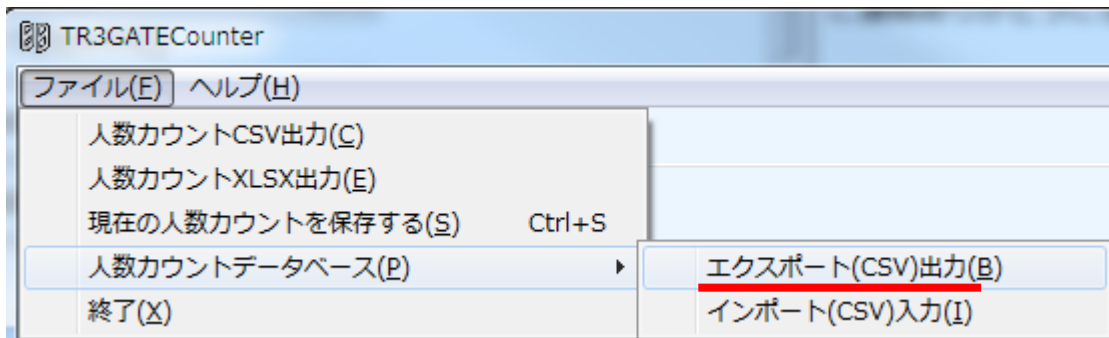 TR3GATECounter
ファイル(F) ヘルプ(H)
人数カウントCSV出力(C)
人数カウントXLSX出力(E)
現在の人数カウントを保存する(S) Ctrl+S
人数カウントデータベース(P)
エクスポート(CSV)出力(B)
終了(X)
インポート(CSV)入力(I)